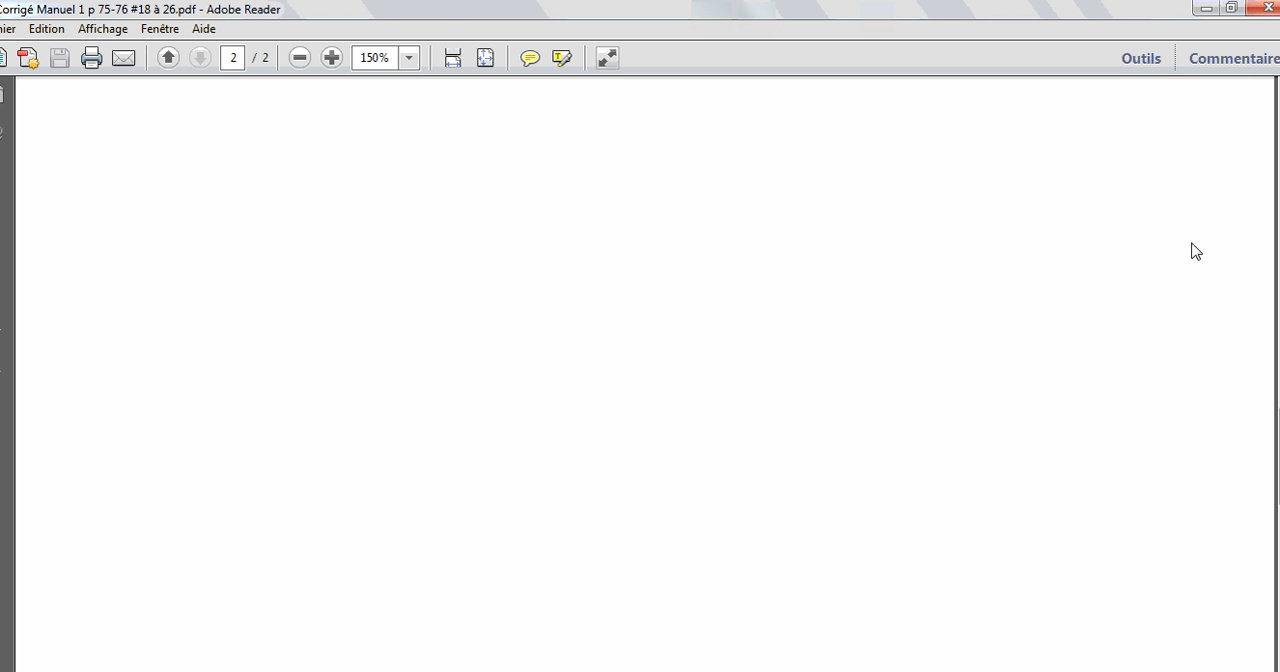 Corrigé Manuel 1 p 75-76 #18 à 26.pdf - Adobe Reader
Edition Affichage Fenêtre Aide
2 / 2 150% Outils Commentaire